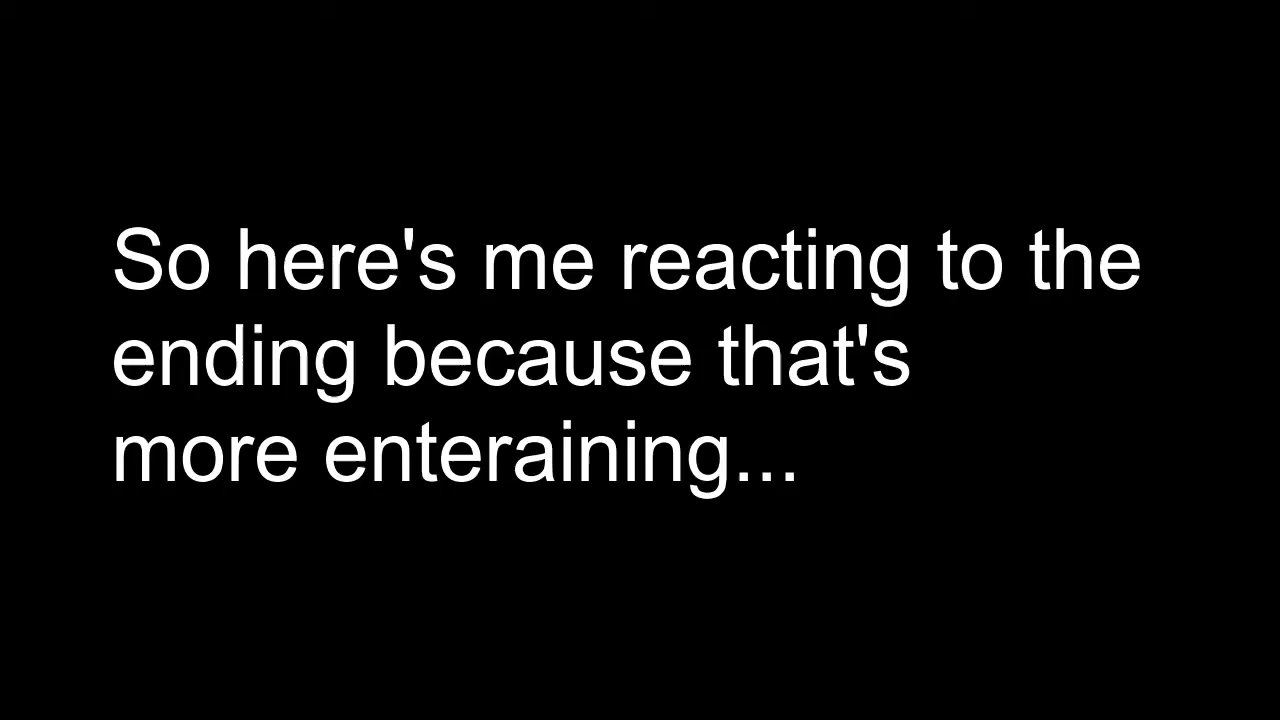 So here's me reacting to the
ending because that's
more enteraining...